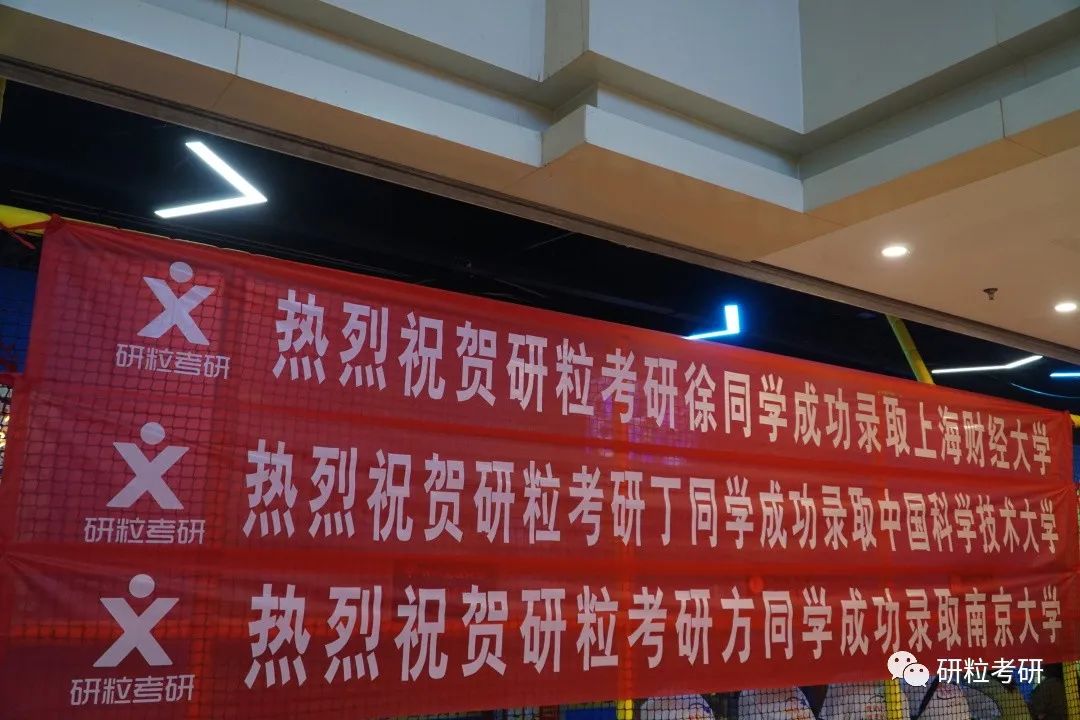 研粒考研
热烈祝贺研粒考研徐同学成功录取上海财经大学
研粒考研
热烈祝贺研粒考研丁同学成功录取中国科学技术大学
研粒考研
热烈祝贺研粒考研方同学成功录取南京大学
研粒考研